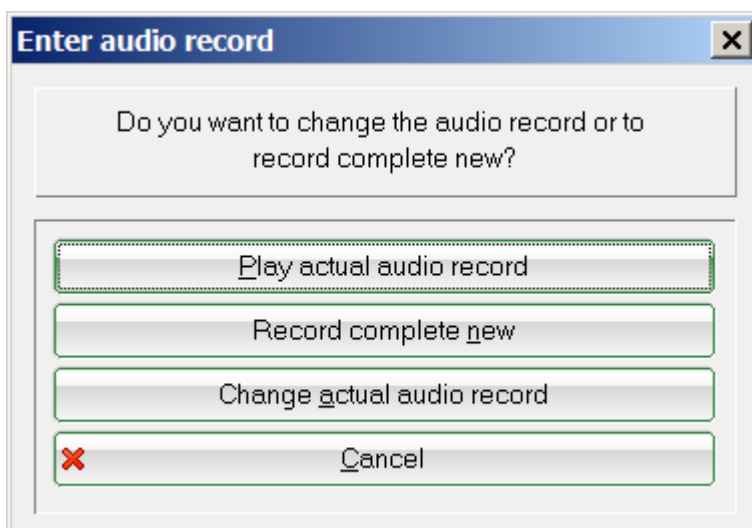 Enter audio record
Do you want to change the audio record or to
record complete new?
Play actual audio record
Record complete new
Change actual audio record
Cancel